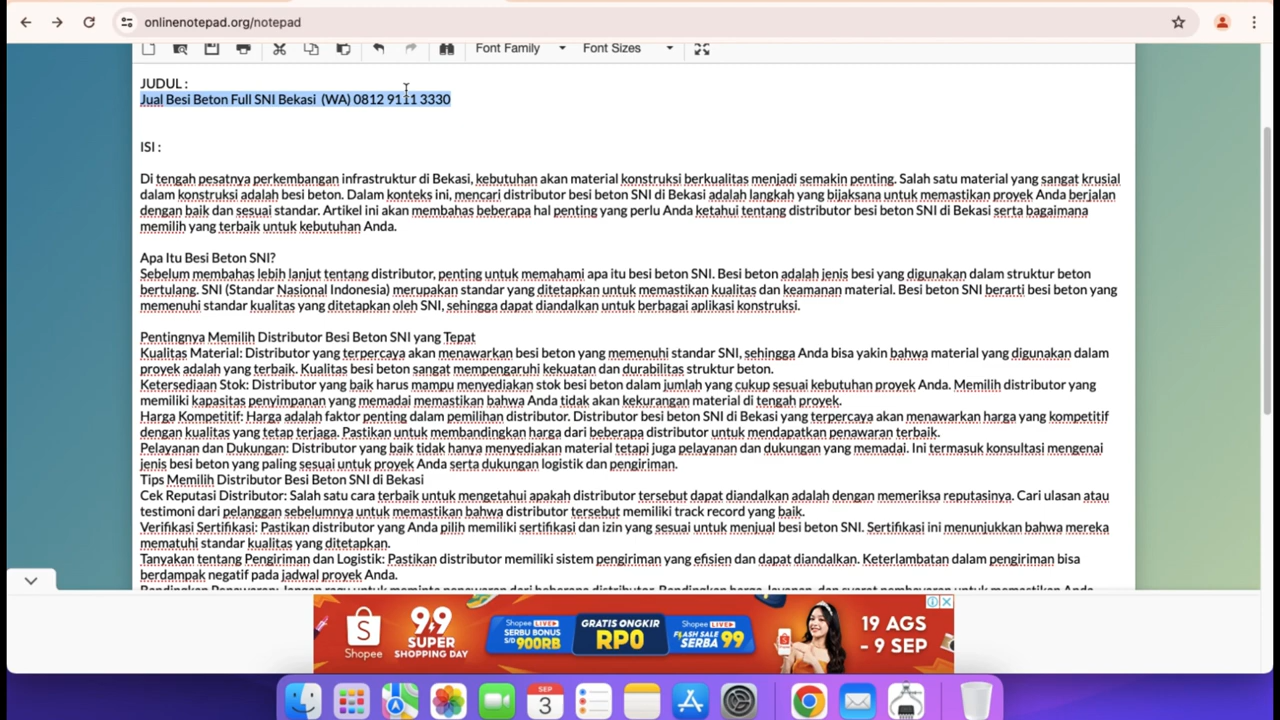 onlinenotepad.org/notepad
Font Family
Font Sizes
JUDUL :
Jual Besi Beton Full SNI Bekasi  (WA) 0812 9111 3330
ISI :
Di tengah pesatnya perkembangan infrastruktur di Bekasi, kebutuhan akan material konstruksi berkualitas menjadi semakin penting. Salah satu material yang sangat krusial
dalam konstruksi adalah besi beton. Dalam konteks ini, mencari distributor besi beton SNI di Bekasi adalah langkah yang bijaksana untuk memastikan proyek Anda berjalan
dengan baik dan sesuai standar. Artikel ini akan membahas beberapa hal penting yang perlu Anda ketahui tentang distributor besi beton SNI di Bekasi serta bagaimana
memilih yang terbaik untuk kebutuhan Anda.
Apa Itu Besi Beton SNI?
Sebelum membahas lebih lanjut tentang distributor, penting untuk memahami apa itu besi beton SNI. Besi beton adalah jenis besi yang digunakan dalam struktur beton
bertulang. SNI (Standar Nasional Indonesia) merupakan standar yang ditetapkan untuk memastikan kualitas dan keamanan material. Besi beton SNI berarti besi beton yang
memenuhi standar kualitas yang ditetapkan oleh SNI, sehingga dapat diandalkan untuk berbagai aplikasi konstruksi.
Pentingnya Memilih Distributor Besi Beton SNI yang Tepat
Kualitas Material: Distributor yang terpercaya akan menawarkan besi beton yang memenuhi standar SNI, sehingga Anda bisa yakin bahwa material yang digunakan dalam
proyek adalah yang terbaik. Kualitas besi beton sangat mempengaruhi kekuatan dan durabilitas struktur beton.
Ketersediaan Stok: Distributor yang baik harus mampu menyediakan stok besi beton dalam jumlah yang cukup sesuai kebutuhan proyek Anda. Memilih distributor yang
memiliki kapasitas penyimpanan yang memadai memastikan bahwa Anda tidak akan kekurangan material di tengah proyek.
Harga Kompetitif: Harga adalah faktor penting dalam pemilihan distributor. Distributor besi beton SNI di Bekasi yang terpercaya akan menawarkan harga yang kompetitif
dengan kualitas yang tetap terjaga. Pastikan untuk membandingkan harga dari beberapa distributor untuk mendapatkan penawaran terbaik.
Pelayanan dan Dukungan: Distributor yang baik tidak hanya menyediakan material tetapi juga pelayanan dan dukungan yang memadai. Ini termasuk konsultasi mengenai
jenis besi beton yang paling sesuai untuk proyek Anda serta dukungan logistik dan pengiriman.
Tips Memilih Distributor Besi Beton SNI di Bekasi
Cek Reputasi Distributor: Salah satu cara terbaik untuk mengetahui apakah distributor tersebut dapat diandalkan adalah dengan memeriksa reputasinya. Cari ulasan atau
testimoni dari pelanggan sebelumnya untuk memastikan bahwa distributor tersebut memiliki track record yang baik.
Verifikasi Sertifikasi: Pastikan distributor yang Anda pilih memiliki sertifikasi dan izin yang sesuai untuk menjual besi beton SNI. Sertifikasi ini menunjukkan bahwa mereka
mematuhi standar kualitas yang ditetapkan.
Tanyakan tentang Pengiriman dan Logistik: Pastikan distributor memiliki sistem pengiriman yang efisien dan dapat diandalkan. Keterlambatan dalam pengiriman bisa
berdampak negatif pada jadwal proyek Anda.
Shopee
9.9
SUPER
SHOPPING DAY
Shopee LIVE
SERBU BONUS
S/D 900RB
GRATIS ONGKIR
RP0
Shopee LIVE
FLASH SALE
SERBA 99
19 AGS
- 9 SEP
SEP
3